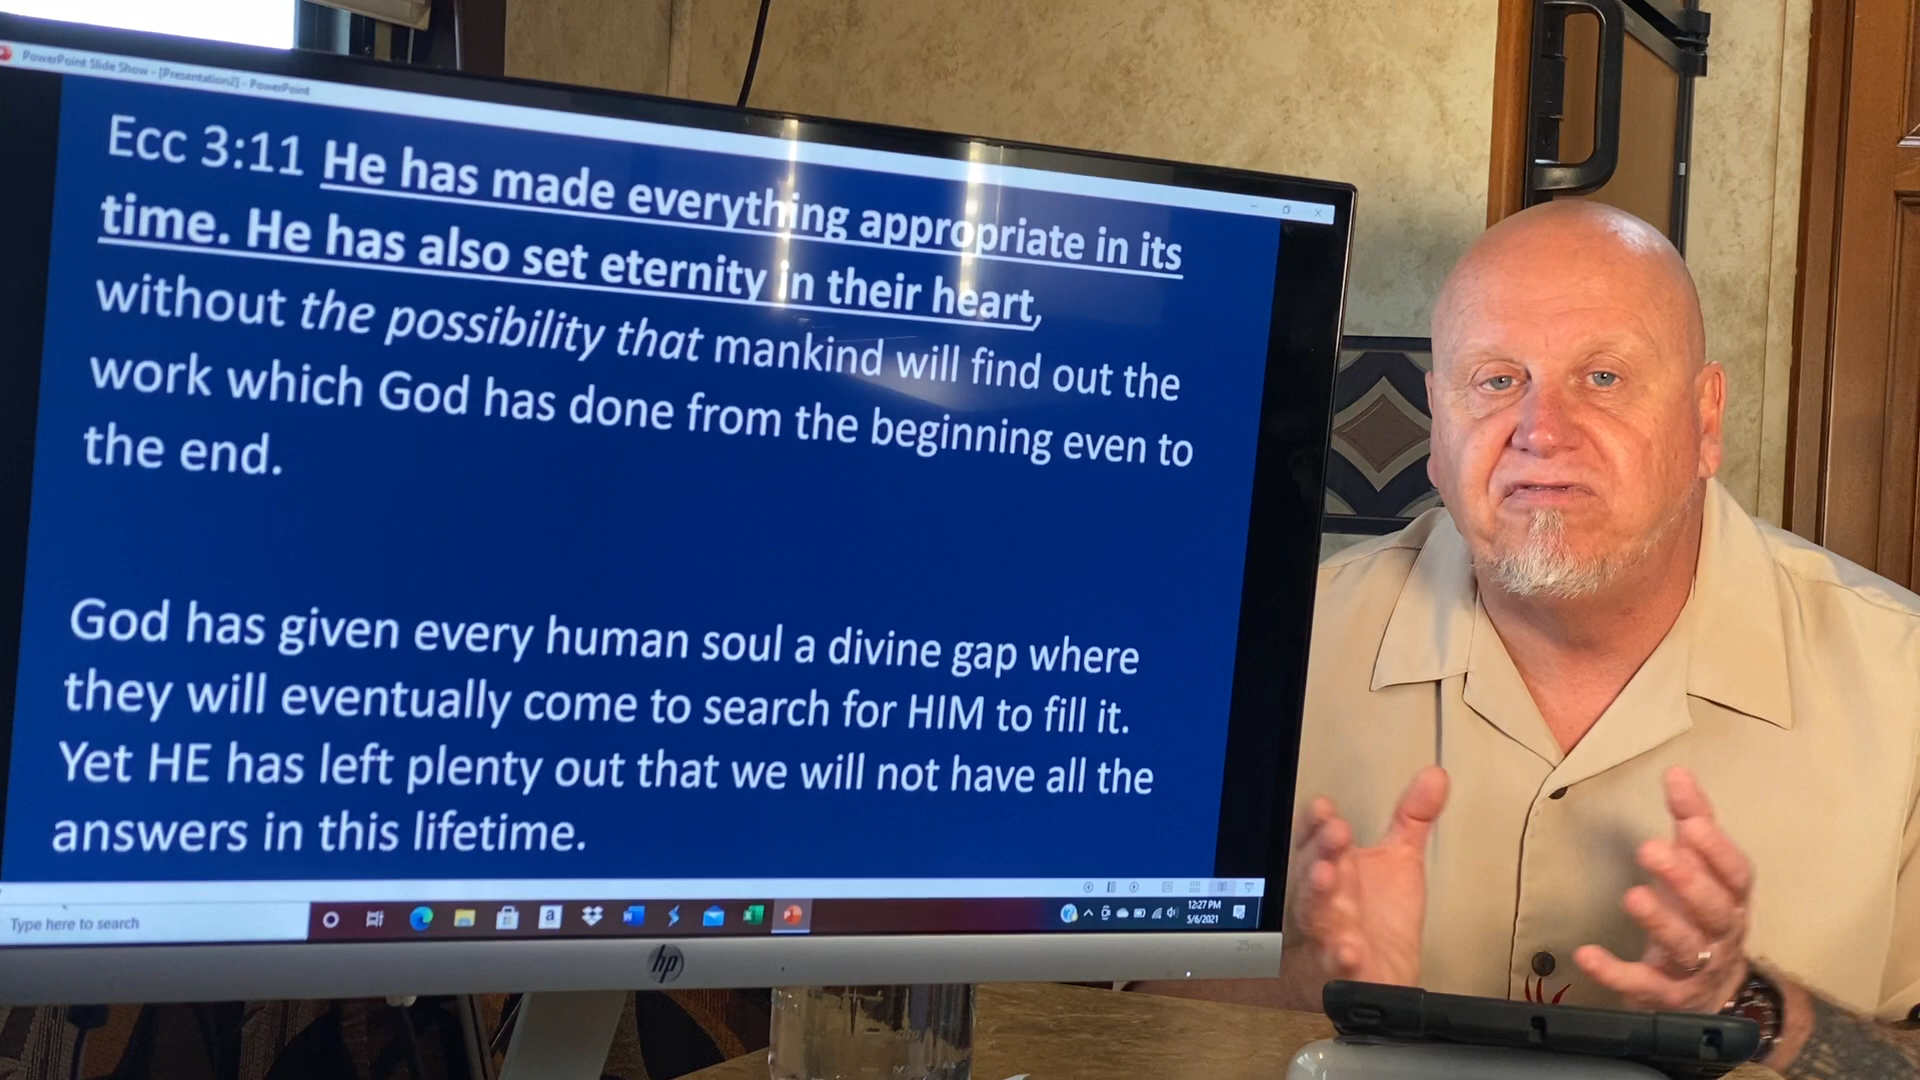 PowerPoint Slide Show - [Presentation2] - PowerPoint
Ecc 3:11 He has made everything appropriate in its
time. He has also set eternity in their heart,
without the possibility that mankind will find out the
work which God has done from the beginning even to
the end.
God has given every human soul a divine gap where
they will eventually come to search for HIM to fill it.
Yet HE has left plenty out that we will not have all the
answers in this lifetime.
Type here to search
12:27 PM
5/6/2021
hp